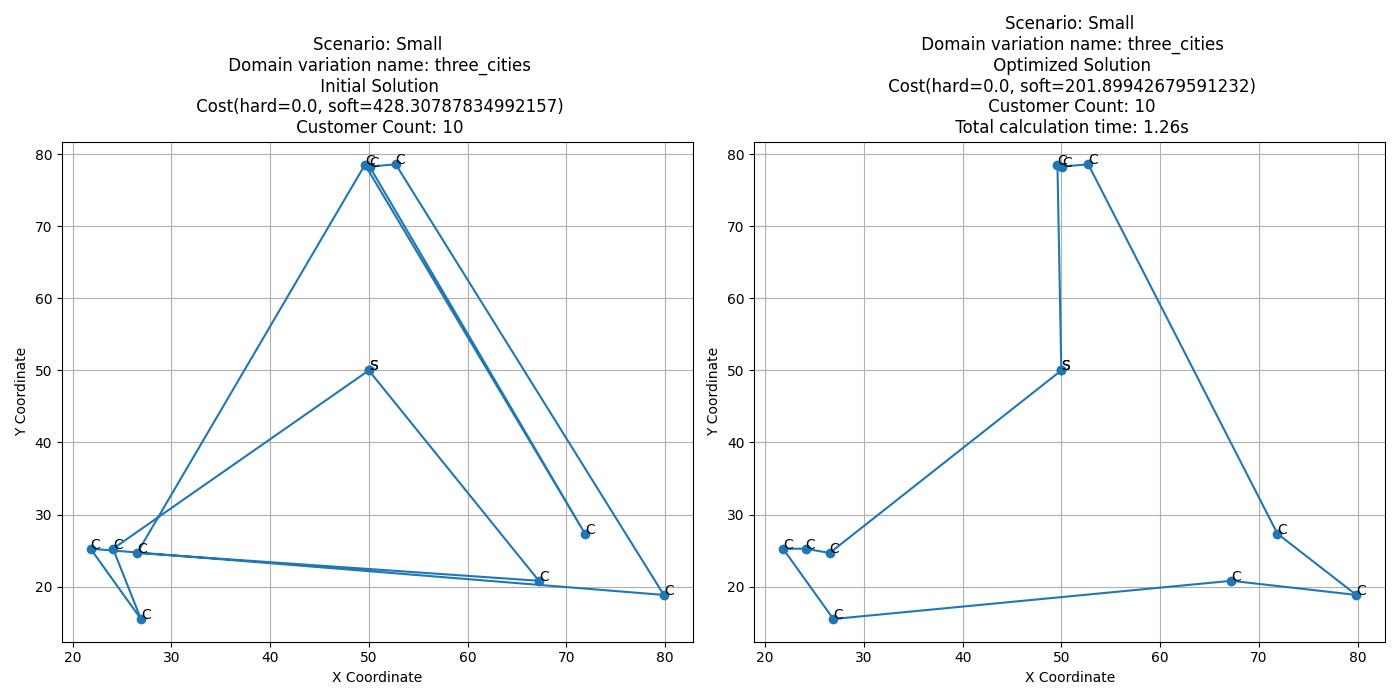 Scenario: Small
Domain variation name: three_cities
Initial Solution
Cost(hard=0.0, soft=428.30787834992157)
Customer Count: 10
80
70
60
50
40
30
20
Y Coordinate
C
C
C
S
C
C
C
C
C
C
C
20
30
40
50
60
70
80
X Coordinate
Scenario: Small
Domain variation name: three_cities
Optimized Solution
Cost(hard=0.0, soft=201.89942679591232)
Customer Count: 10
Total calculation time: 1.26s
80
70
60
50
40
30
20
Y Coordinate
C
C
C
S
C
C
C
C
C
C
C
20
30
40
50
60
70
80
X Coordinate